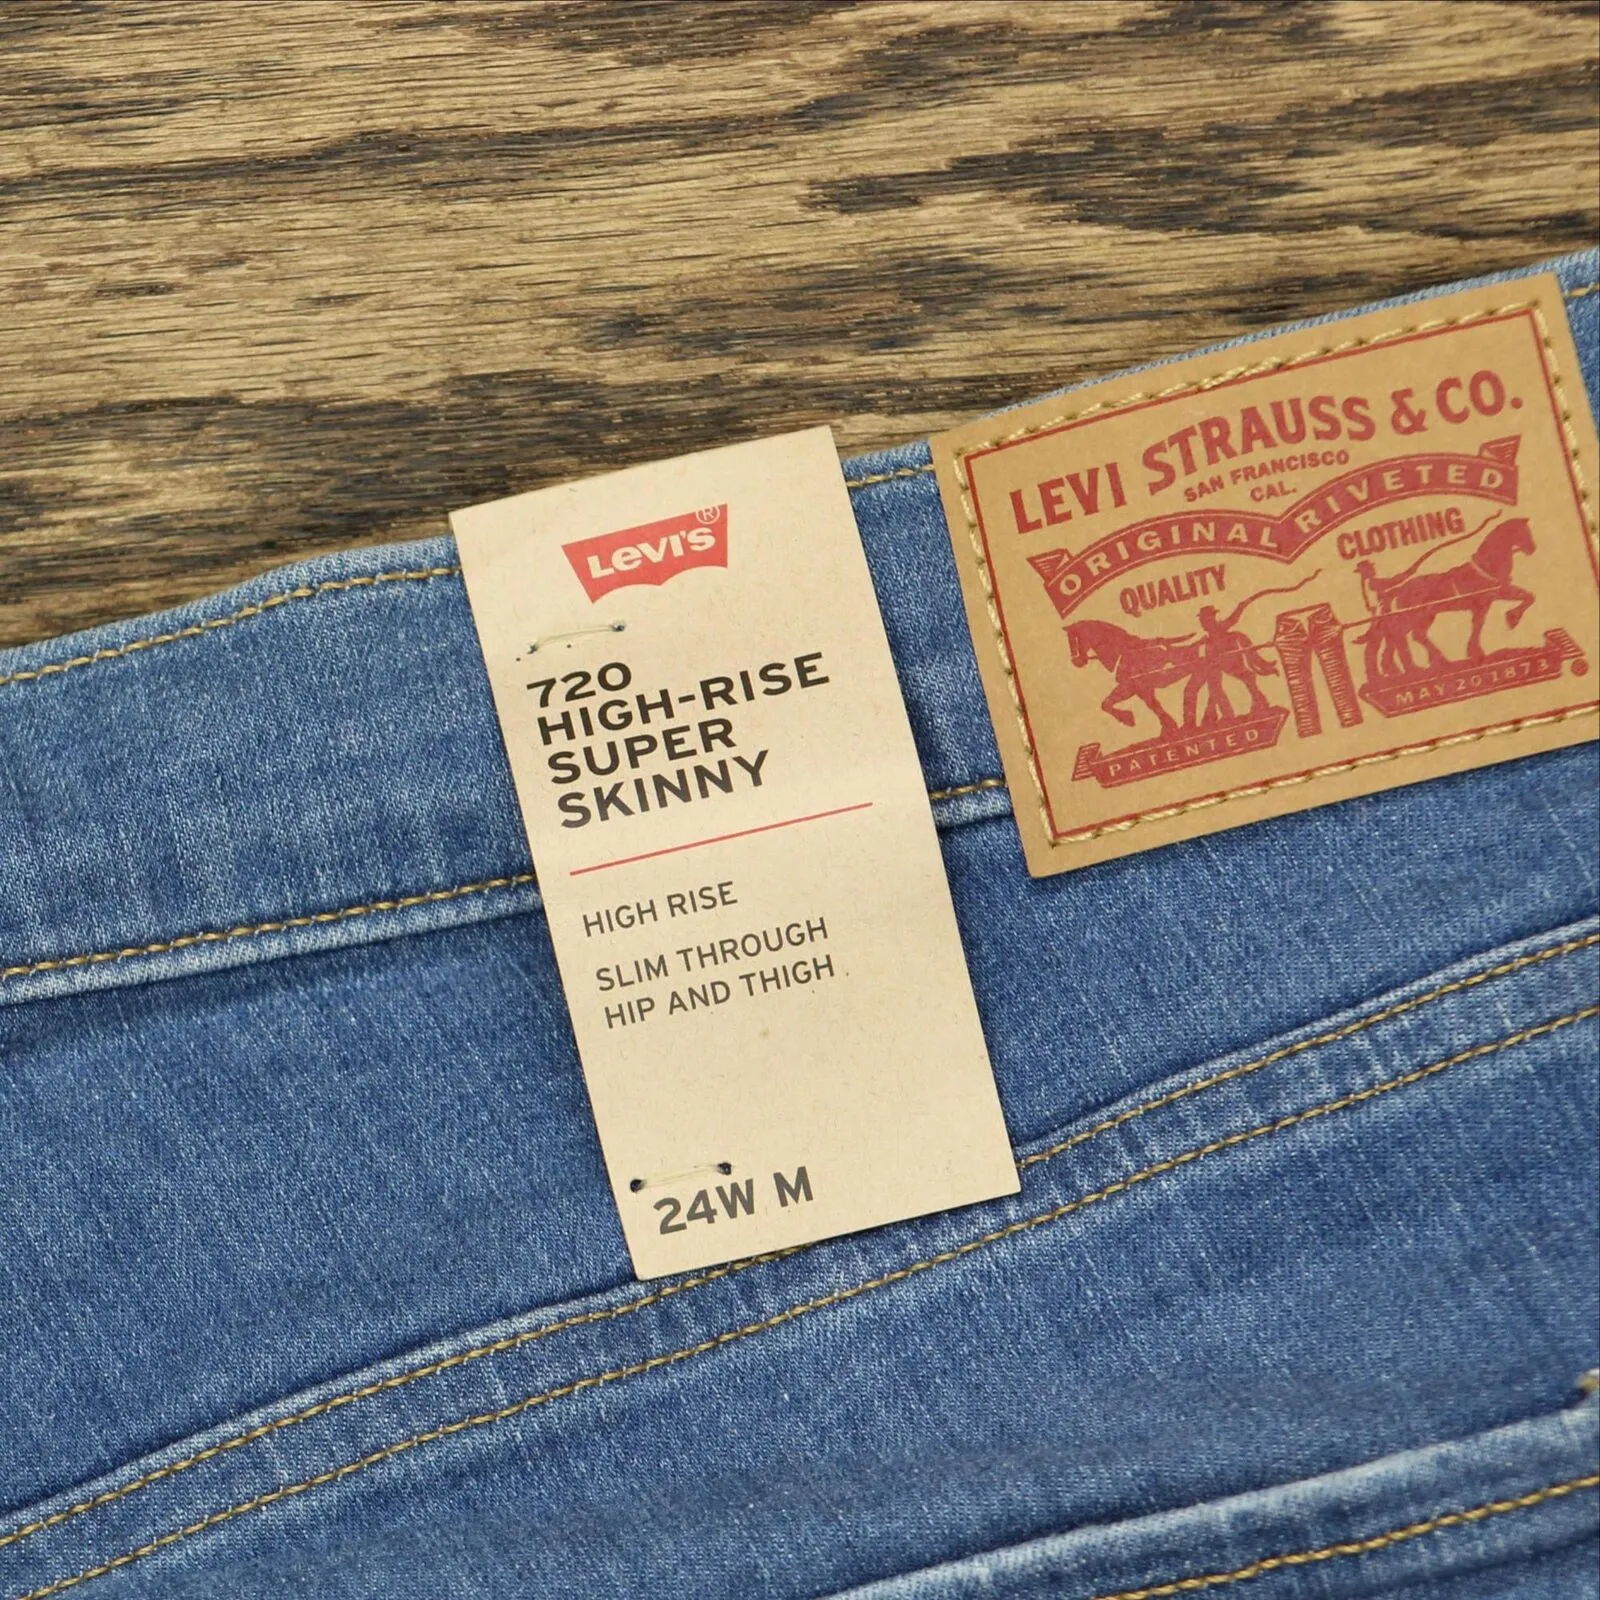 LEVI'S®
720
HIGH-RISE
SUPER
SKINNY
HIGH RISE
SLIM THROUGH
HIP AND THIGH
24W M
LEVI STRAUSS & CO.
SAN FRANCISCO
CAL.
ORIGINAL RIVETED
QUALITY CLOTHING
PATENTED MAY 20 1873